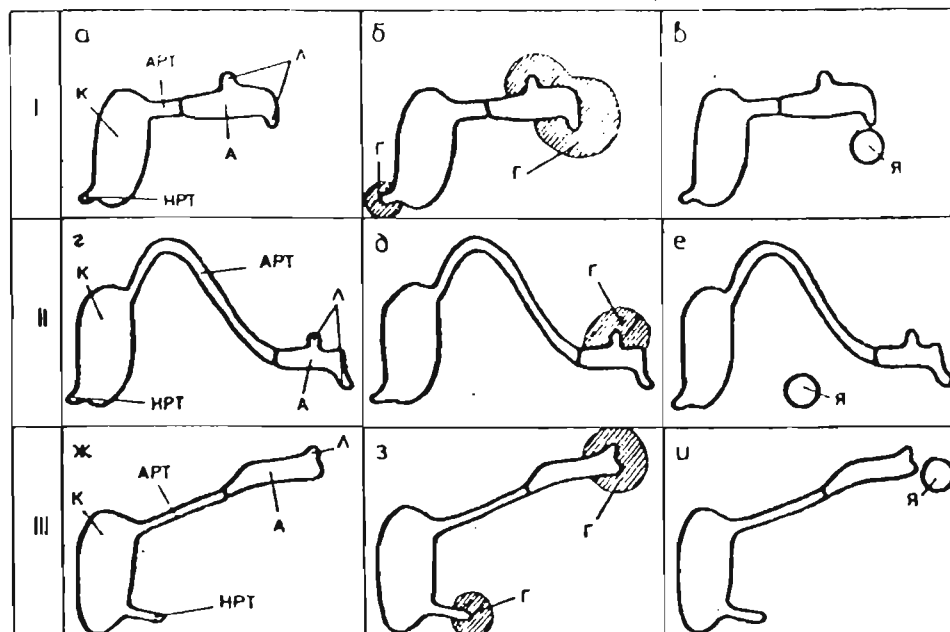 а б в
АРТ Л
К
I
А Г Г Я
НРТ
г д е
К АРТ Г
II
Л
НРТ А Я
ж з и
АРТ Л
К А Г Я
III
НРТ Г